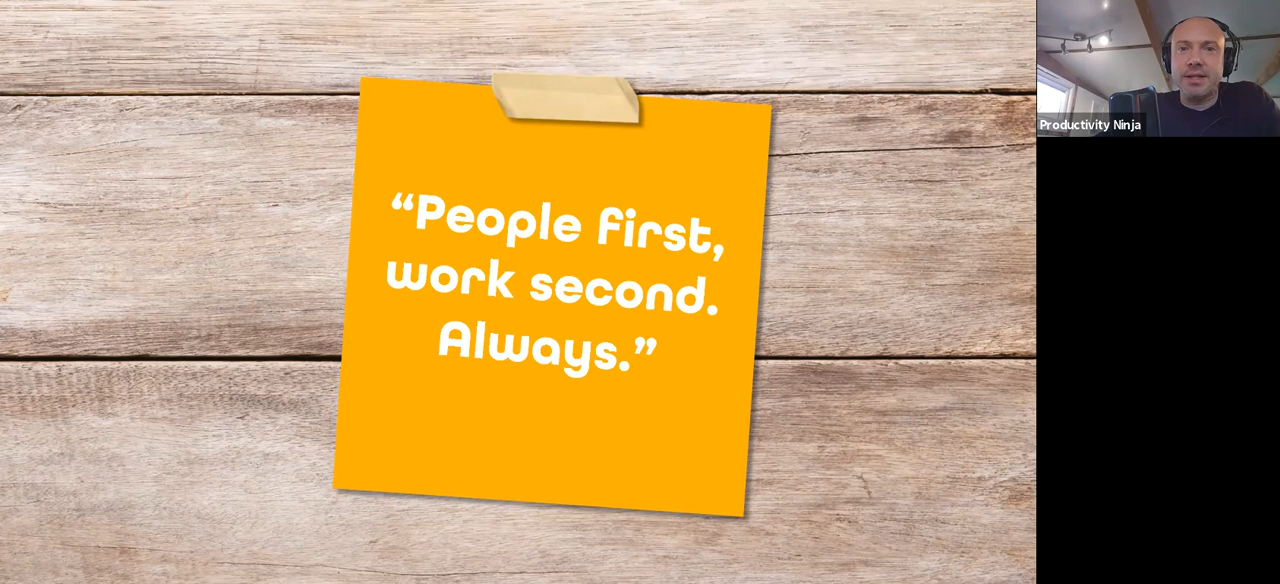 “People first,
work second.
Always.”
Productivity Ninja